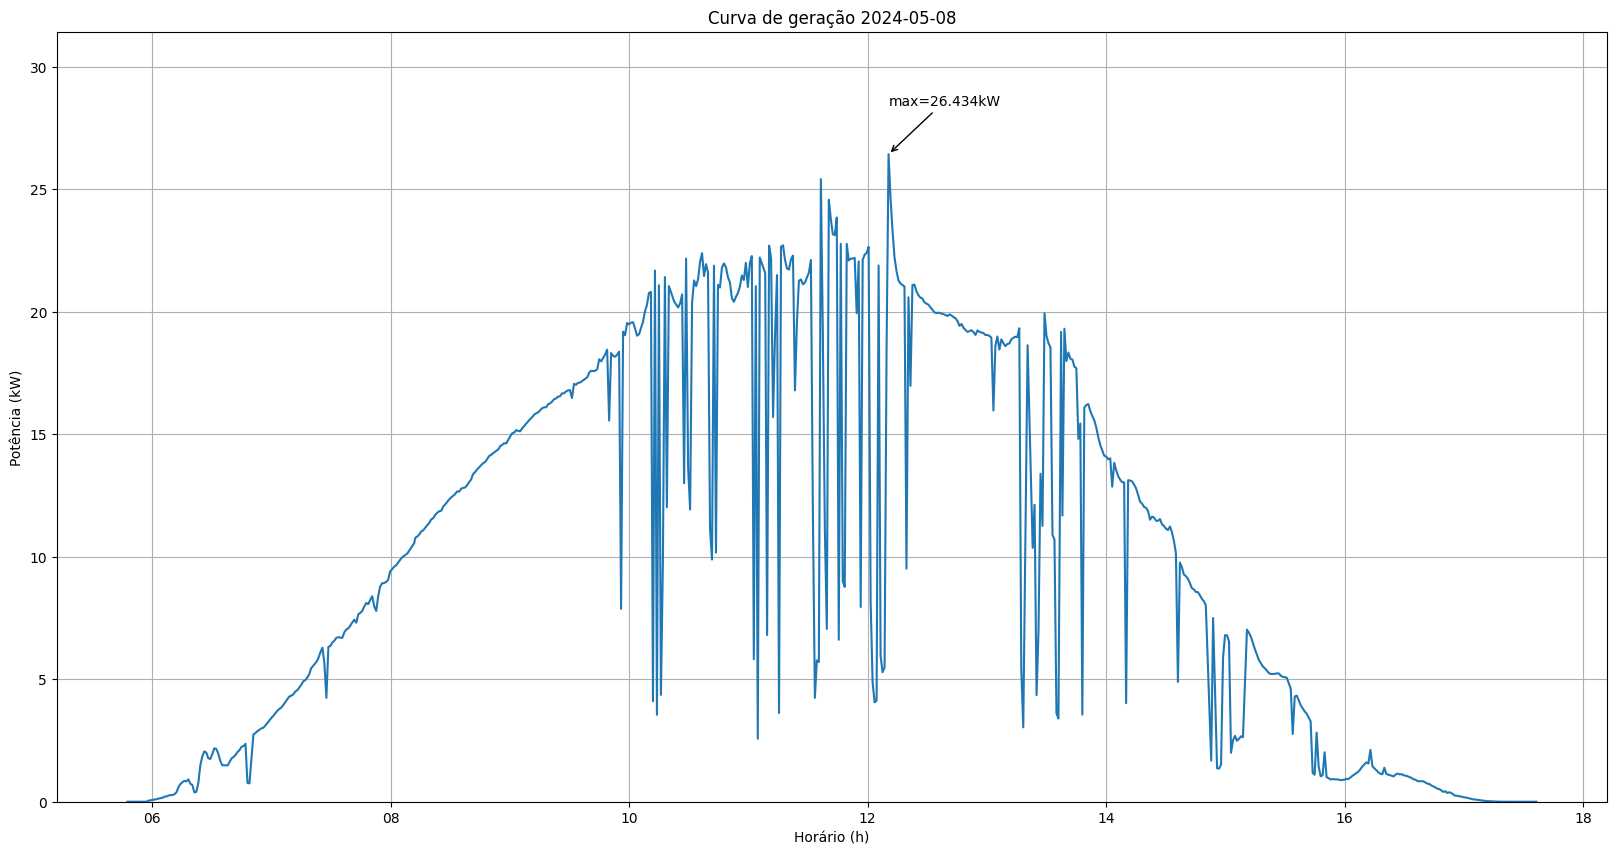 Curva de geração 2024-05-08
max=26.434kW
Potência (kW)
30
25
20
15
10
5
0
06 08 10 12 14 16 18
Horário (h)